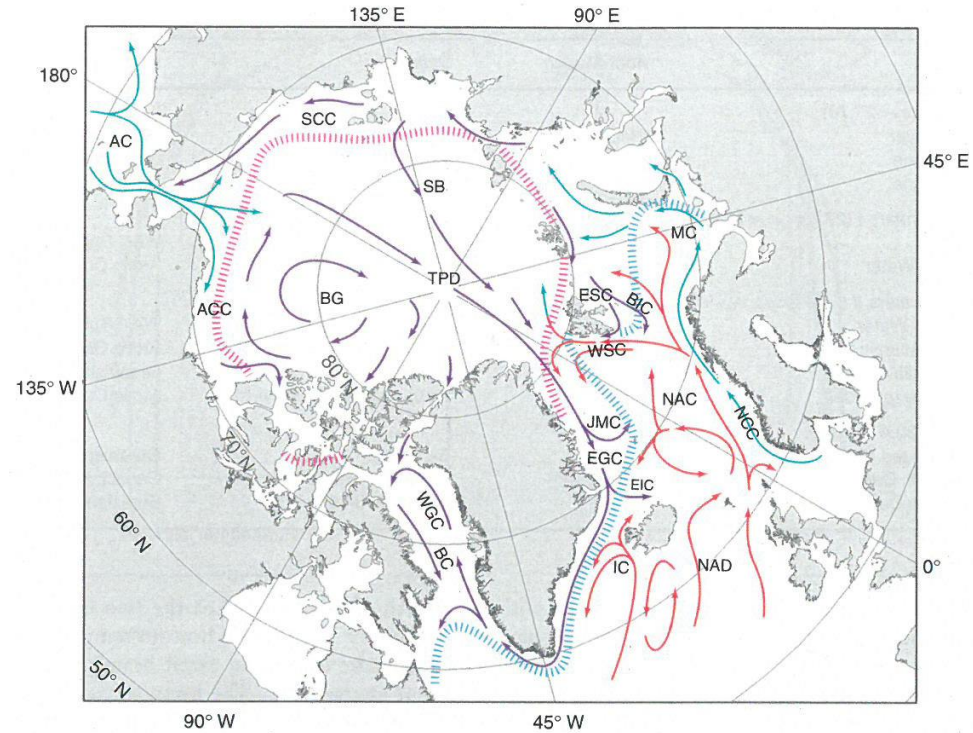 135° E
90° E
180°
SCC
AC
45° E
SB
MC
TPD
ESC
BIC
BG
ACC
WSC
80° N
135° W
NAC
NCC
JMC
70° N
EGC
EIC
WGC
60° N
BC
IC
NAD
0°
50° N
90° W
45° W